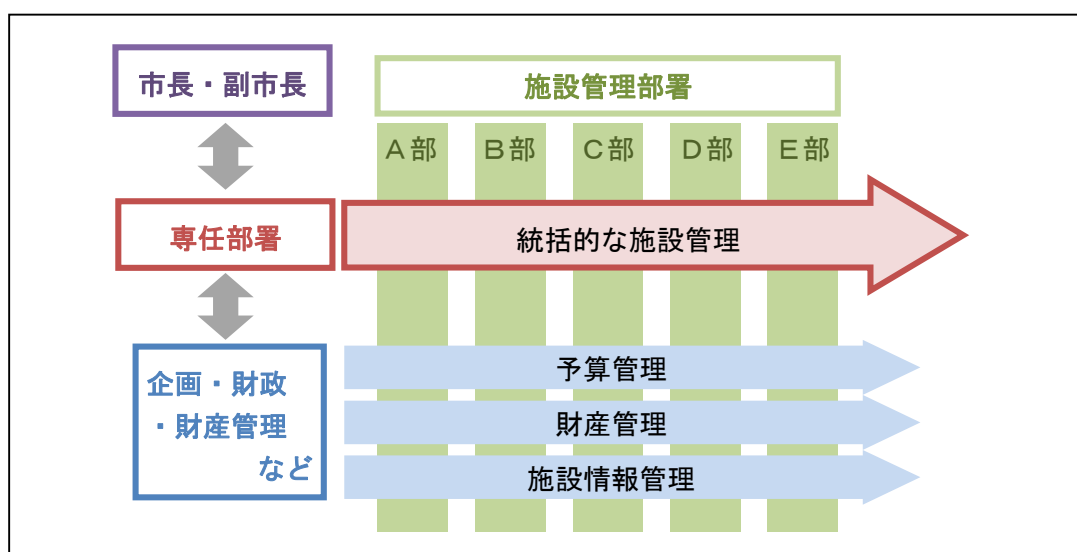 市長・副市長
施設管理部署
A部
B部
C部
D部
E部
専任部署
統括的な施設管理
企画・財政
・財産管理
など
予算管理
財産管理
施設情報管理